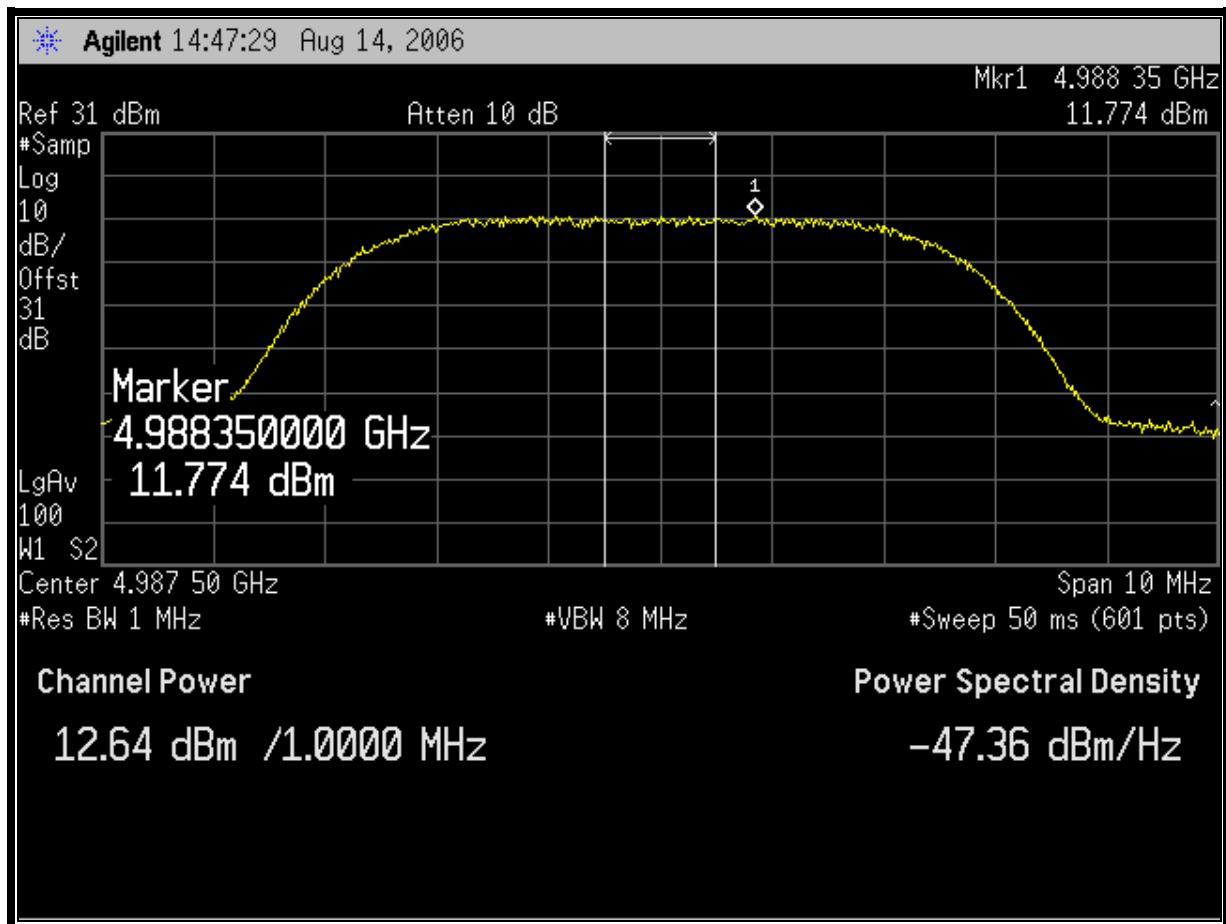 Agilent 14:47:29 Aug 14, 2006
Mkr1 4.988 35 GHz
Ref 31 dBm Atten 10 dB 11.774 dBm
#Samp
Log
10
dB/
Offst
31
dB
1
Marker
4.988350000 GHz
11.774 dBm
LgAv
100
W1 S2
Center 4.987 50 GHz Span 10 MHz
#Res BW 1 MHz #VBW 8 MHz #Sweep 50 ms (601 pts)
Channel Power Power Spectral Density
12.64 dBm /1.0000 MHz -47.36 dBm/Hz